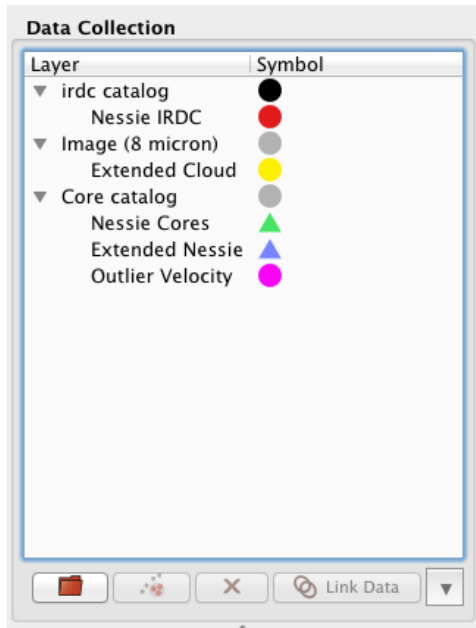 Data Collection
Layer Symbol
irdc catalog
Nessie IRDC
Image (8 micron)
Extended Cloud
Core catalog
Nessie Cores
Extended Nessie
Outlier Velocity
Link Data